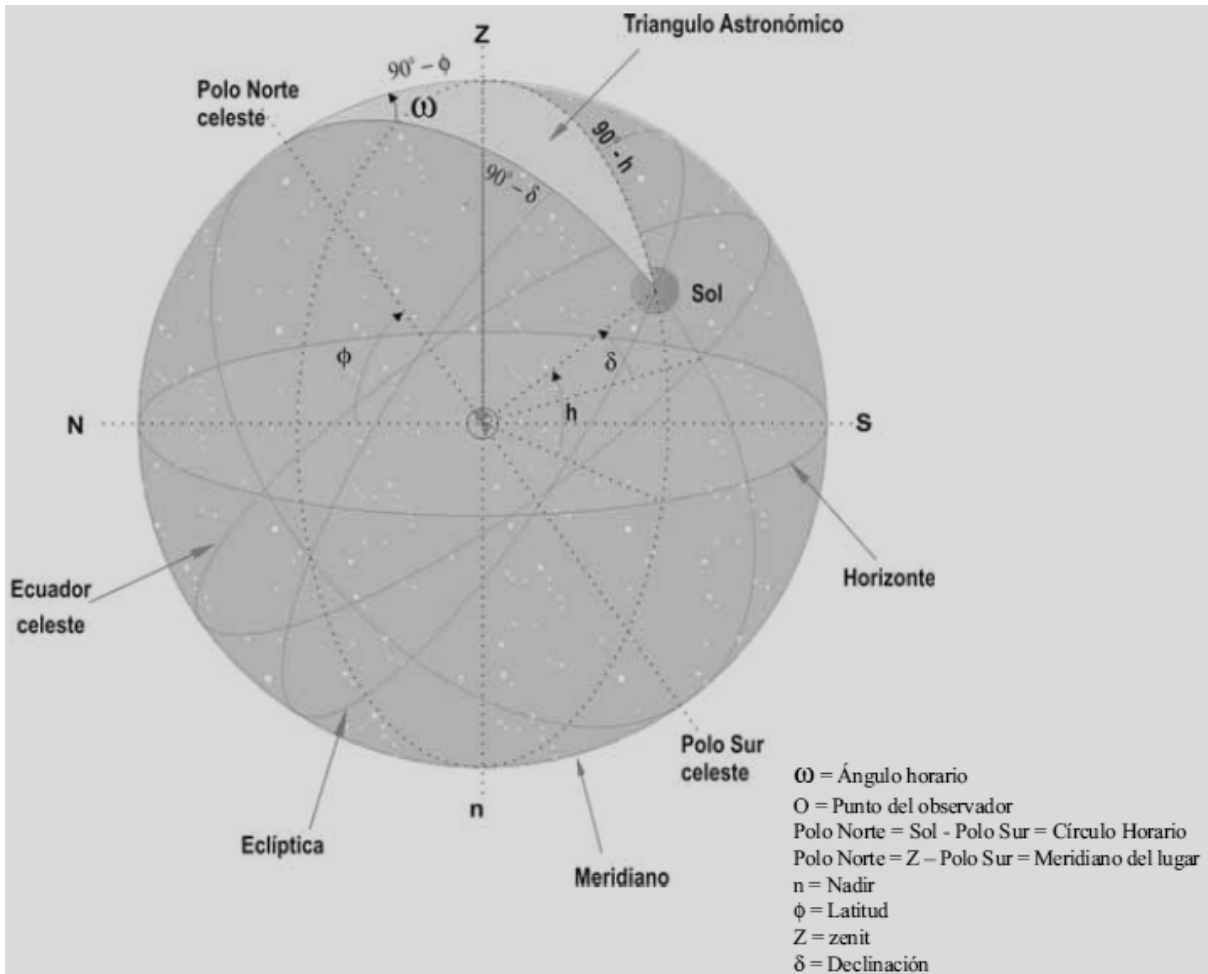 Z
Triangulo Astronómico
90° – ϕ
Polo Norte
celeste
ω
90°- h
90° – δ
Sol
ϕ
δ
h
N
S
Horizonte
Ecuador
celeste
Polo Sur
celeste
n
Eclíptica
Meridiano
ω = Ángulo horario
O = Punto del observador
Polo Norte = Sol - Polo Sur = Círculo Horario
Polo Norte = Z – Polo Sur = Meridiano del lugar
n = Nadir
ϕ = Latitud
Z = zenit
δ = Declinación